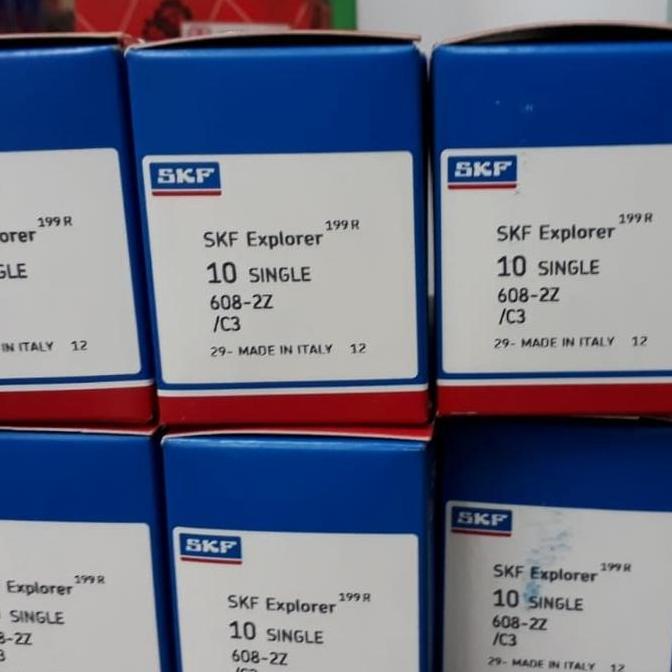 199 R
orer
GLE
IN ITALY 12
SKF
199 R
SKF Explorer
10 SINGLE
608-2Z
/C3
29- MADE IN ITALY 12
SKF
199 R
SKF Explorer
10 SINGLE
608-2Z
/C3
29- MADE IN ITALY 12
199 R
Explorer
SINGLE
8-2Z
SKF
199 R
SKF Explorer
10 SINGLE
608-2Z
/C3
SKF
199 R
SKF Explorer
10 SINGLE
608-2Z
/C3
29- MADE IN ITALY 12